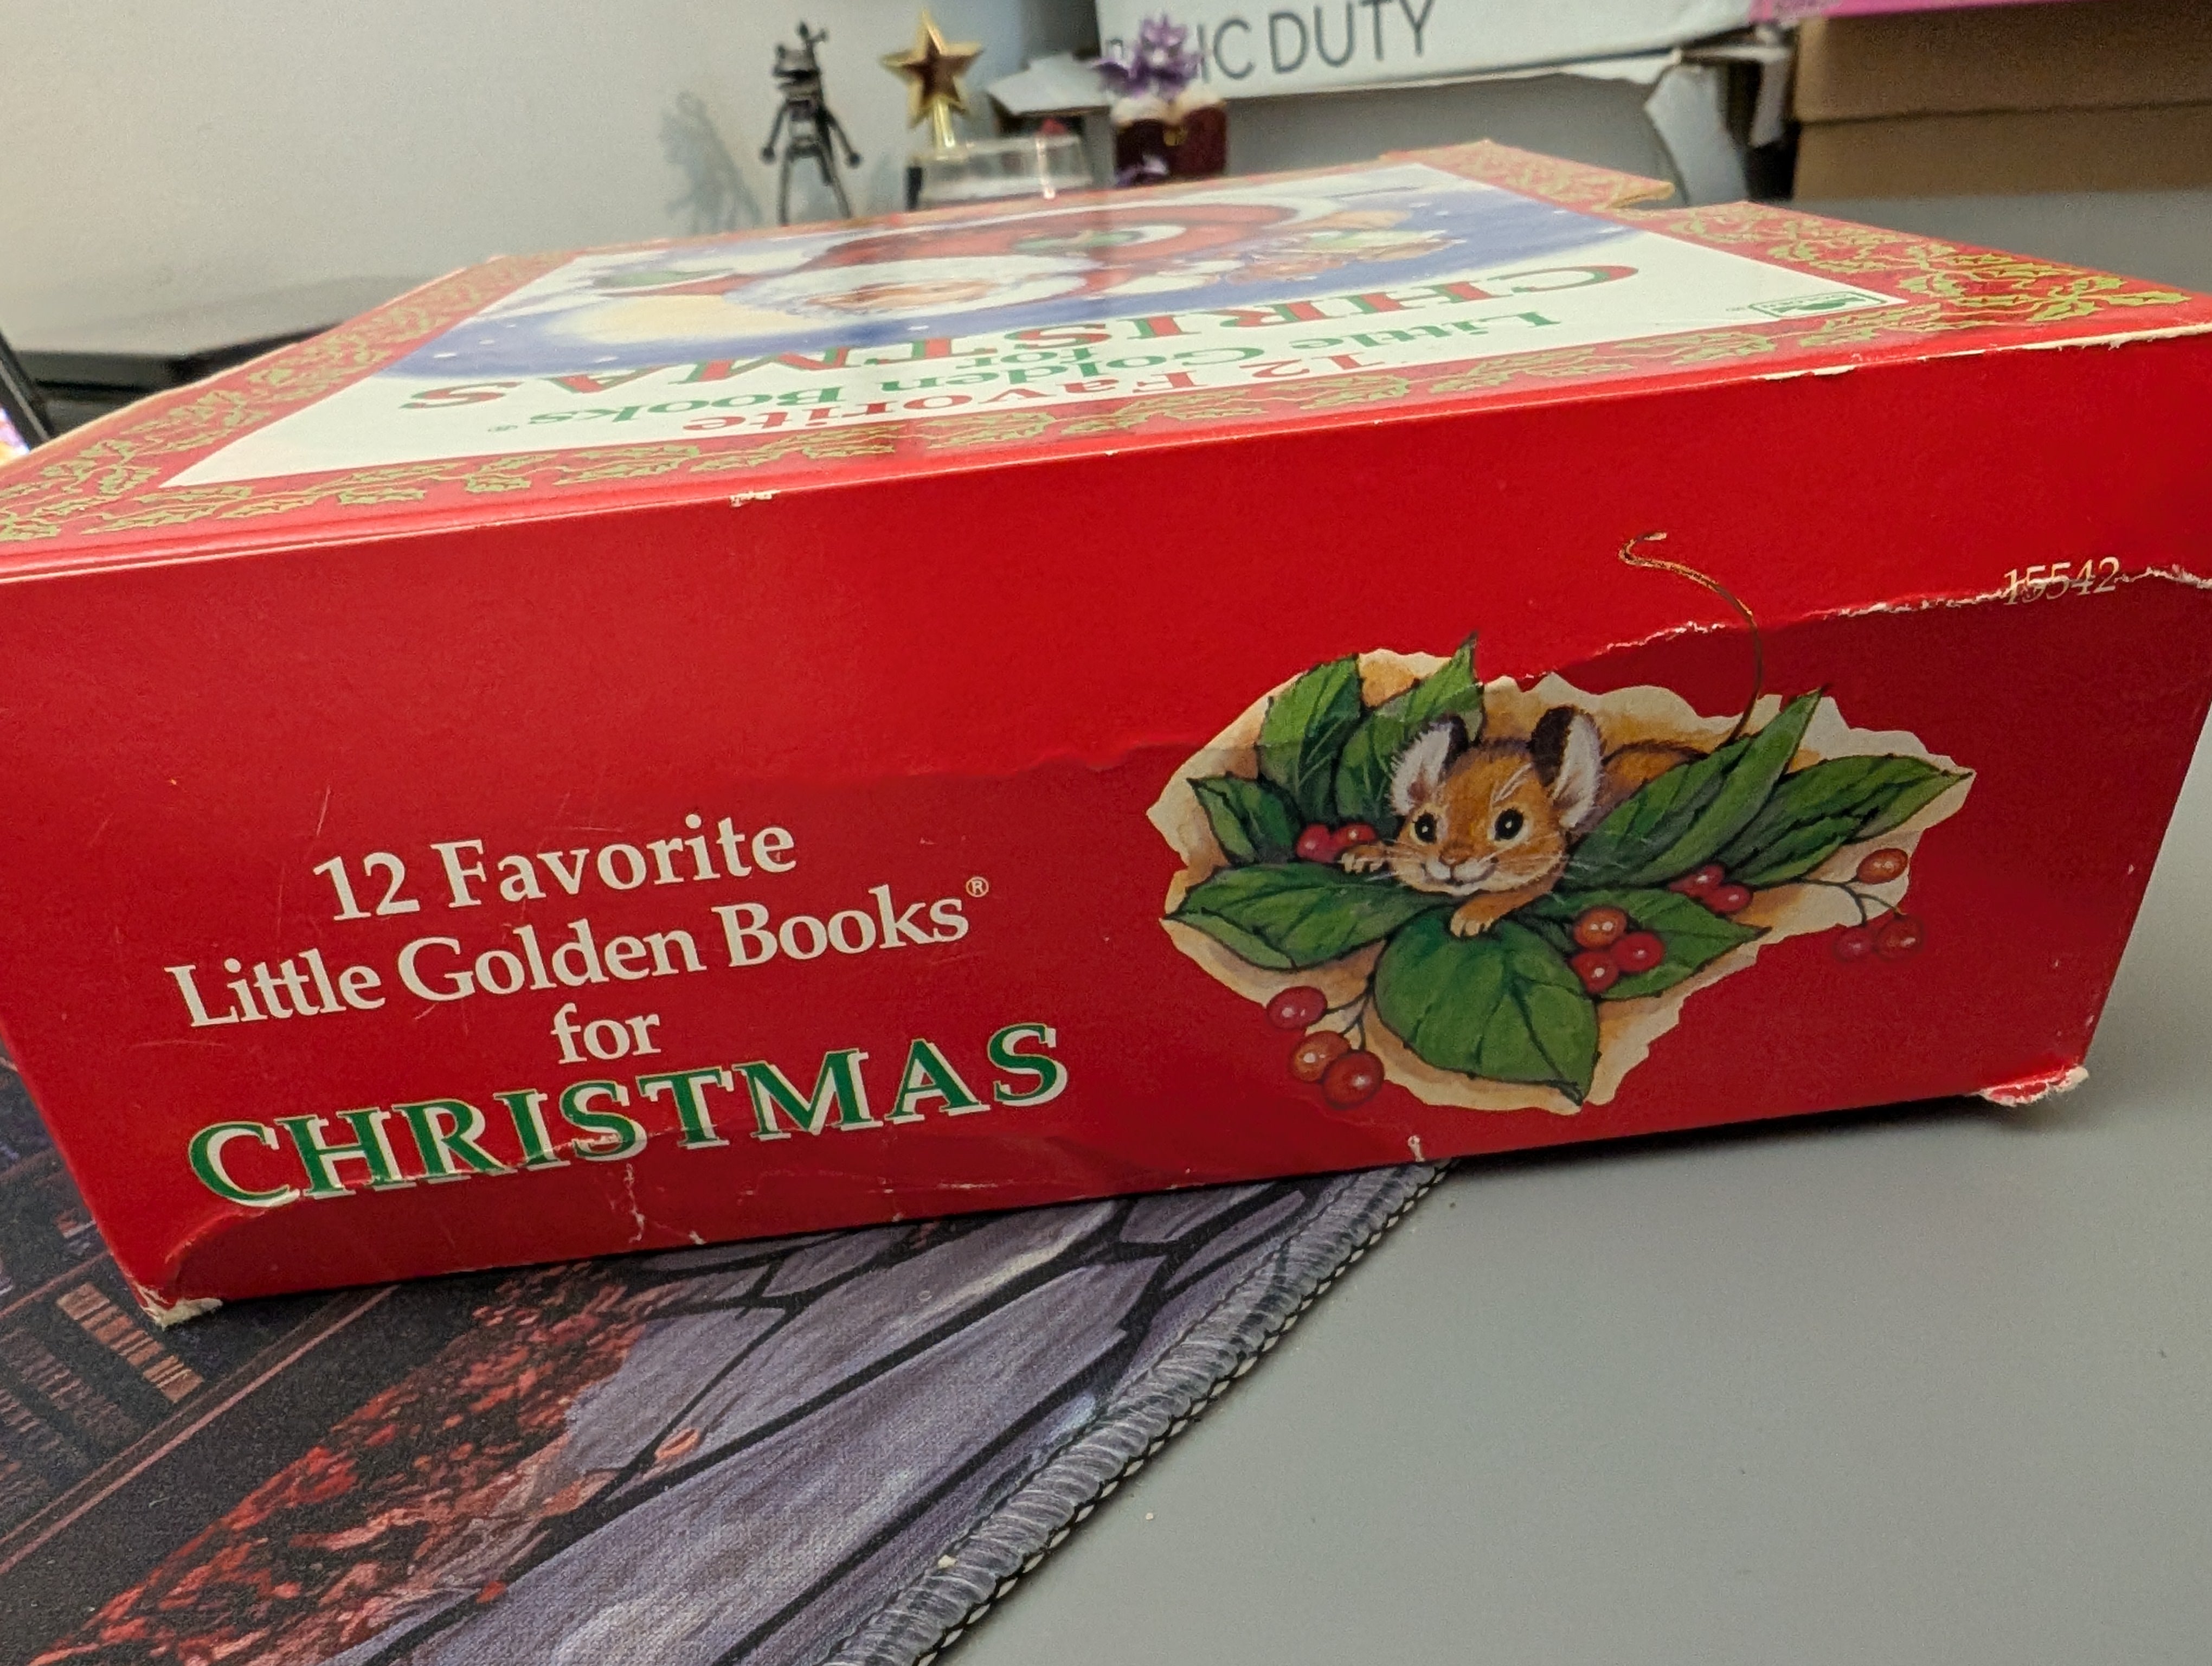 IC DUTY
12 Favorite
Little Golden Books®
for
CHRISTMAS
15542
12 Favorite
Little Golden Books®
for
CHRISTMAS